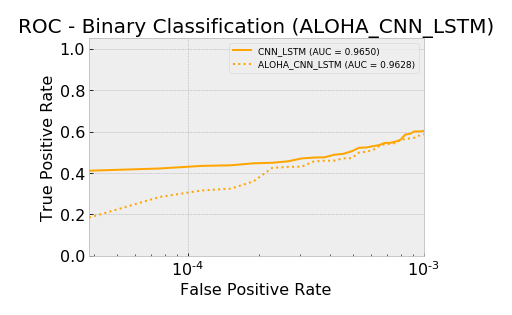 ROC - Binary Classification (ALOHA_CNN_LSTM)
CNN_LSTM (AUC = 0.9650)
ALOHA_CNN_LSTM (AUC = 0.9628)
True Positive Rate
1.0
0.8
0.6
0.4
0.2
0.0
10⁻⁴
10⁻³
False Positive Rate